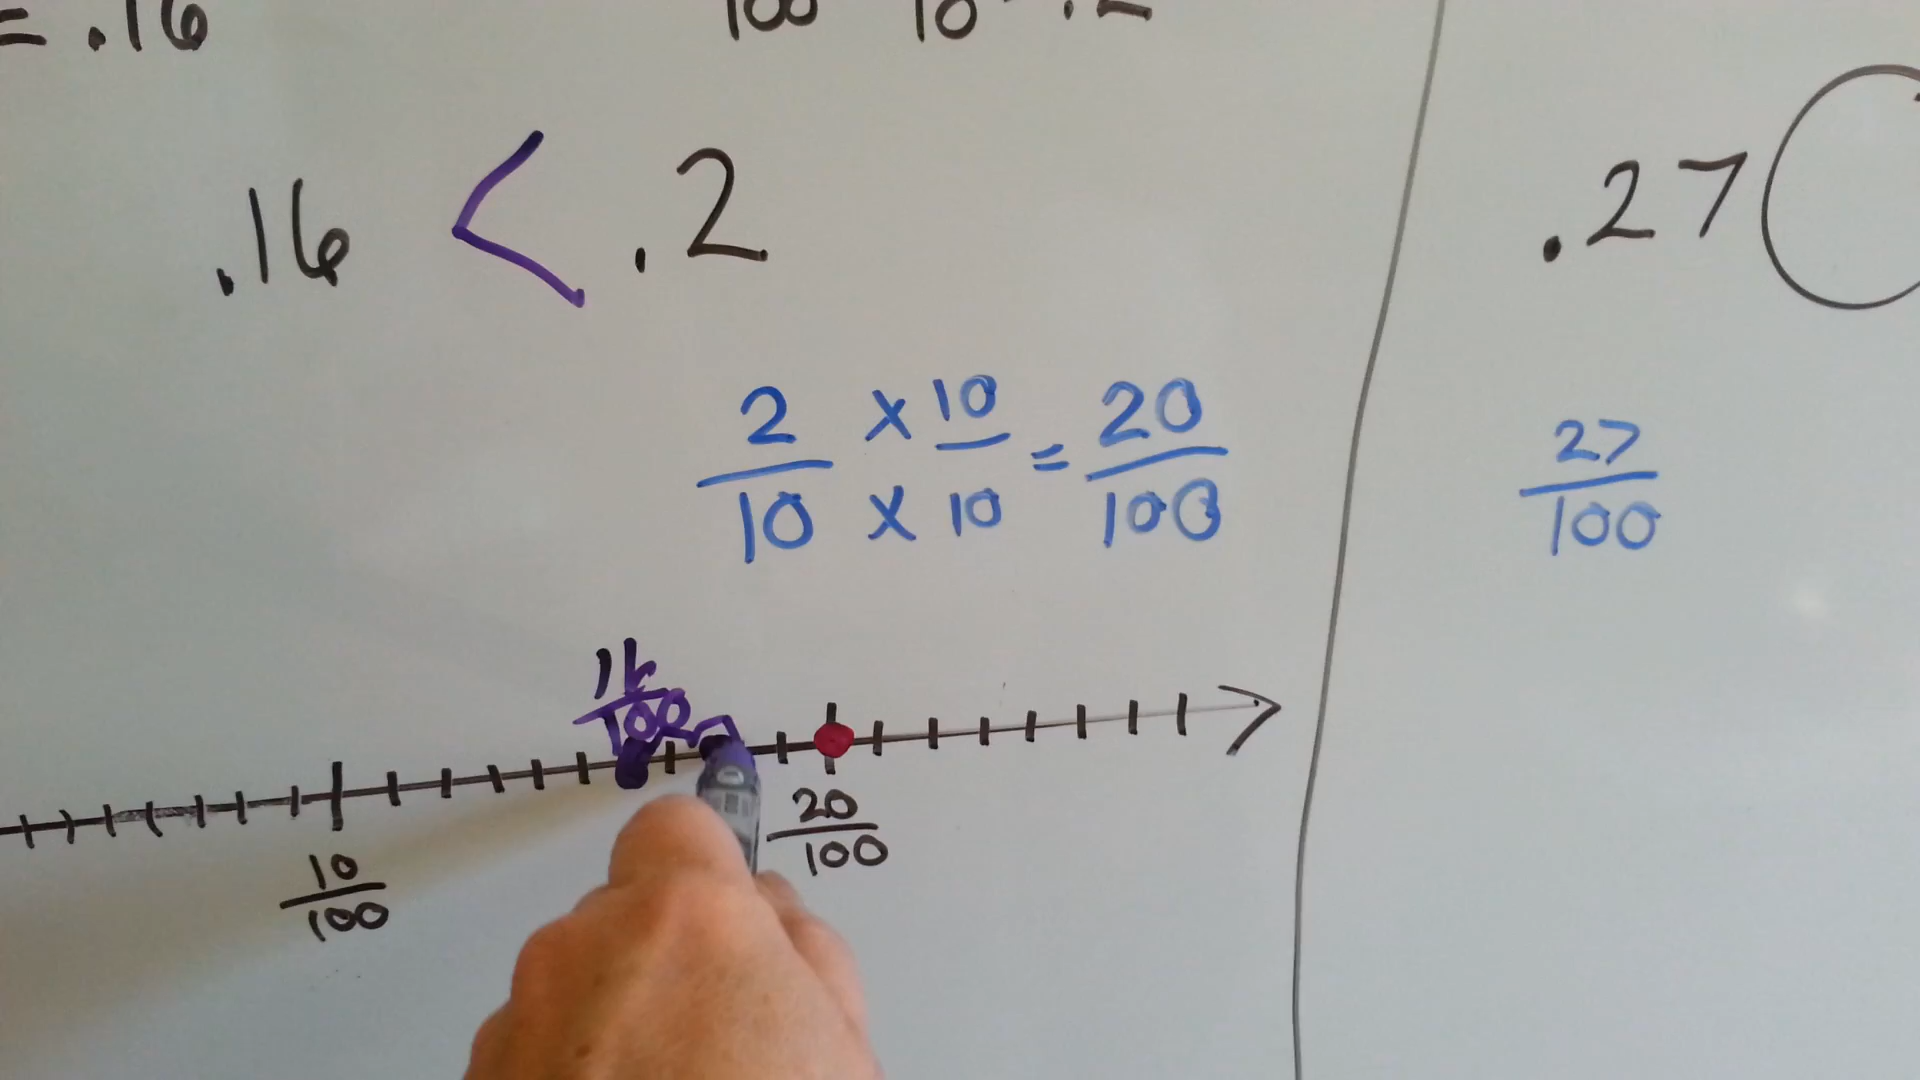 = .16
100 10 .2
.16 < .2
.27
2/10 x 10/x 10 = 20/100
27/100
16/100
10/100
20/100